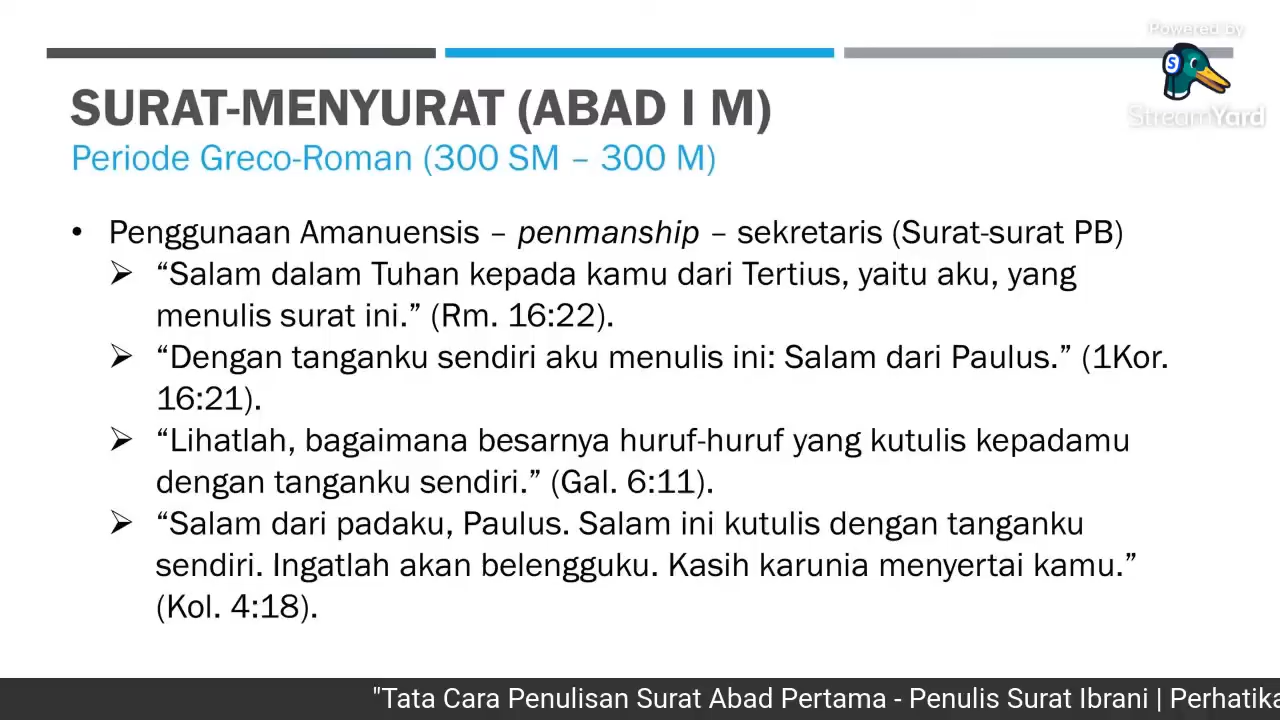 Powered by
S
StreamYard
SURAT-MENYURAT (ABAD I M)
Periode Greco-Roman (300 SM – 300 M)
• Penggunaan Amanuensis – penmanship – sekretaris (Surat-surat PB)
➢ “Salam dalam Tuhan kepada kamu dari Tertius, yaitu aku, yang
menulis surat ini.” (Rm. 16:22).
➢ “Dengan tanganku sendiri aku menulis ini: Salam dari Paulus.” (1Kor.
16:21).
➢ “Lihatlah, bagaimana besarnya huruf-huruf yang kutulis kepadamu
dengan tanganku sendiri.” (Gal. 6:11).
➢ “Salam dari padaku, Paulus. Salam ini kutulis dengan tanganku
sendiri. Ingatlah akan belengguku. Kasih karunia menyertai kamu.”
(Kol. 4:18).
"Tata Cara Penulisan Surat Abad Pertama - Penulis Surat Ibrani | Perhatika